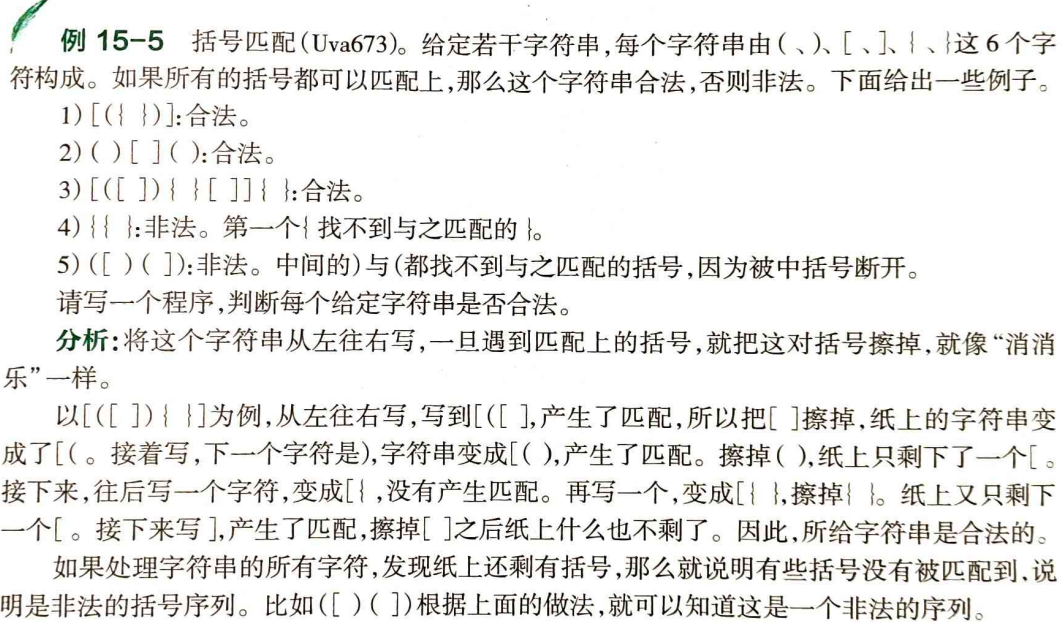 例 15-5 括号匹配(Uva673)。给定若干字符串,每个字符串由(、)、[、]、{、}这 6 个字
符构成。如果所有的括号都可以匹配上,那么这个字符串合法,否则非法。下面给出一些例子。
1)[({ })]:合法。
2)( )[ ]( ):合法。
3)[([ ]){ }[ ]]{ }:合法。
4){{ }:非法。第一个{找不到与之匹配的}。
5)([ )( ]):非法。中间的)与(都找不到与之匹配的括号,因为被中括号断开。
请写一个程序,判断每个给定字符串是否合法。
分析:将这个字符串从左往右写,一旦遇到匹配上的括号,就把这对括号擦掉,就像“消消
乐”一样。
以[([ ]){ }]为例,从左往右写,写到[([ ],产生了匹配,所以把[ ]擦掉,纸上的字符串变
成了[(。接着写,下一个字符是),字符串变成[( ),产生了匹配。擦掉( ),纸上只剩下了一个[。
接下来,往后写一个字符,变成[{,没有产生匹配。再写一个,变成[{ },擦掉{ }。纸上又只剩下
一个[。接下来写],产生了匹配,擦掉[ ]之后纸上什么也不剩了。因此,所给字符串是合法的。
如果处理字符串的所有字符,发现纸上还剩有括号,那么就说明有些括号没有被匹配到,说
明是非法的括号序列。比如([ )( ])根据上面的做法,就可以知道这是一个非法的序列。